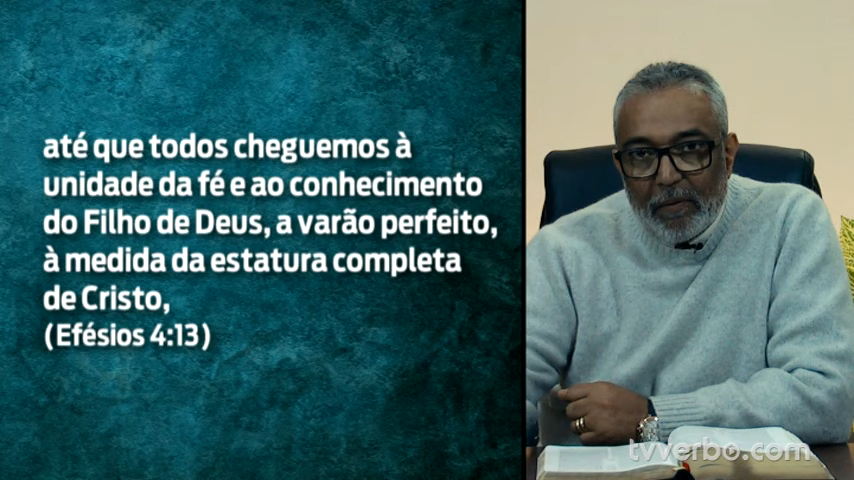 até que todos cheguemos à
unidade da fé e ao conhecimento
do Filho de Deus, a varão perfeito,
à medida da estatura completa
de Cristo,
(Efésios 4:13)
tvverbo.com